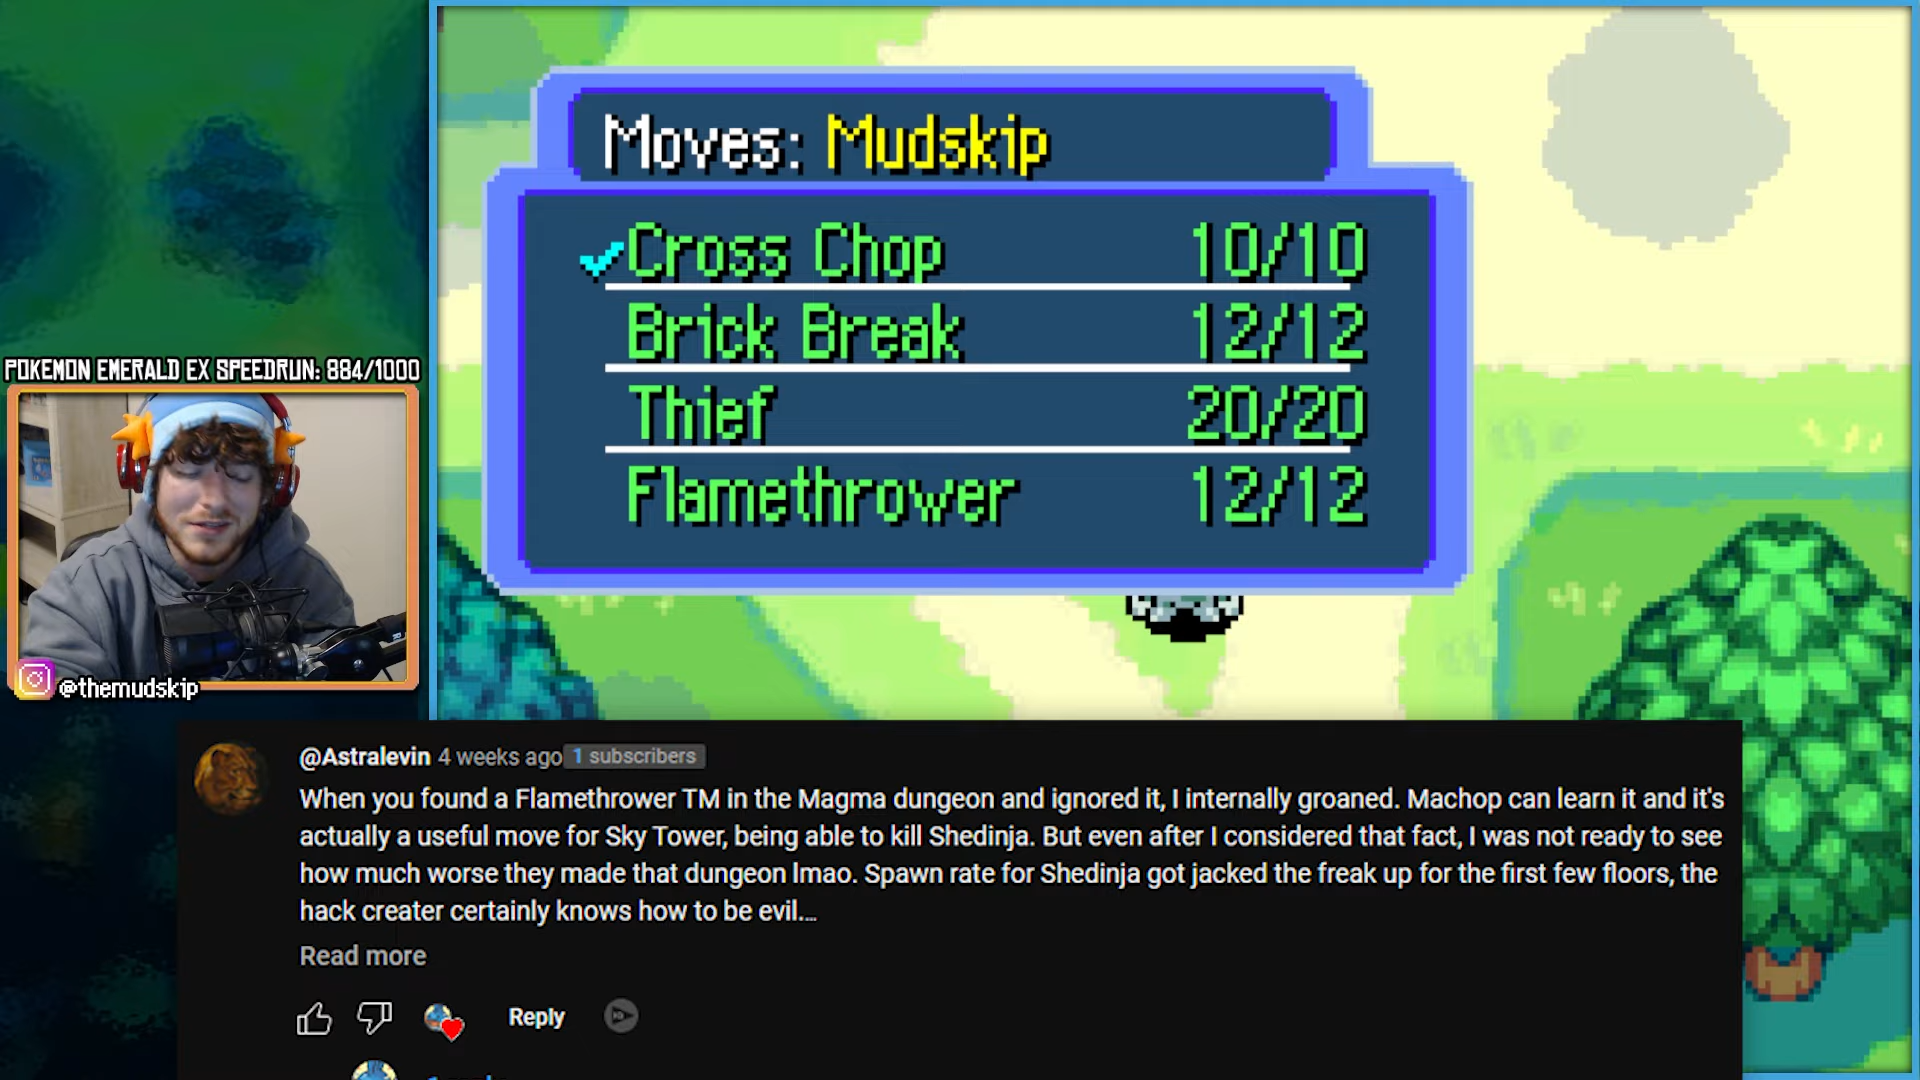 Moves: Mudskip
Cross Chop 10/10
Brick Break 12/12
Thief 20/20
Flamethrower 12/12
POKEMON EMERALD EX SPEEDRUN: 884/1000
@themudskip
@Astralevin 4 weeks ago 1 subscribers
When you found a Flamethrower TM in the Magma dungeon and ignored it, I internally groaned. Machop can learn it and it's
actually a useful move for Sky Tower, being able to kill Shedinja. But even after I considered that fact, I was not ready to see
how much worse they made that dungeon lmao. Spawn rate for Shedinja got jacked the freak up for the first few floors, the
hack creater certainly knows how to be evil...
Read more
Reply